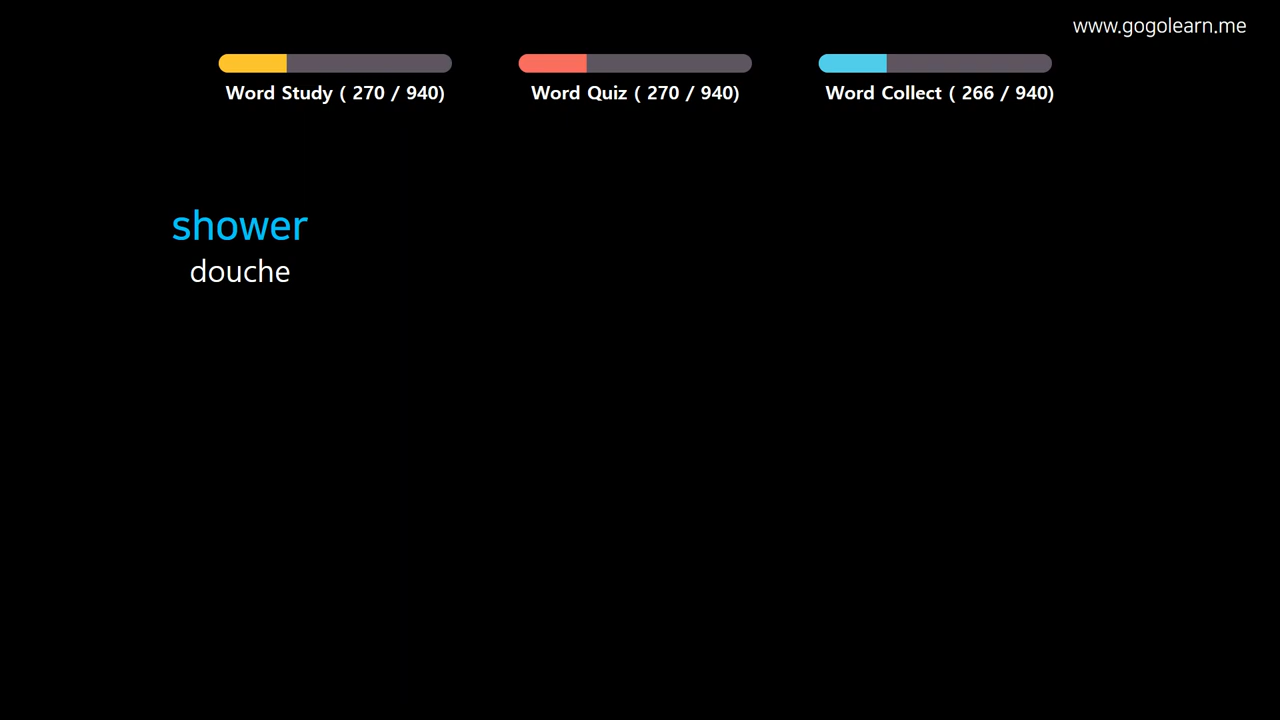 www.gogolearn.me
Word Study ( 270 / 940)
Word Quiz ( 270 / 940)
Word Collect ( 266 / 940)
shower
douche